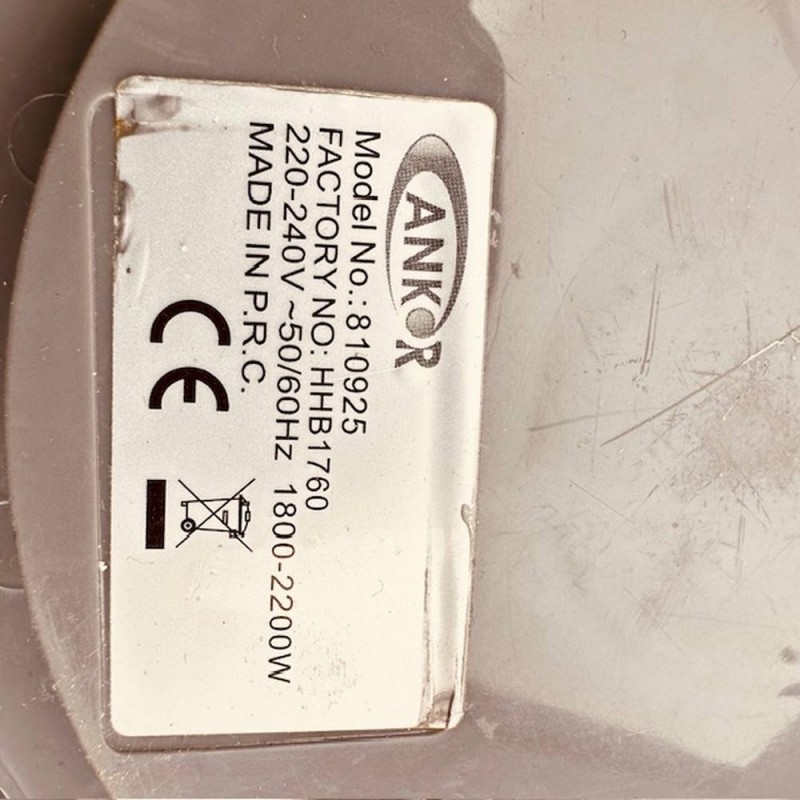 ANKOR
Model No.:810925
FACTORY NO: HHB1760
220-240V ~50/60Hz 1800-2200W
MADE IN P.R.C.
CE